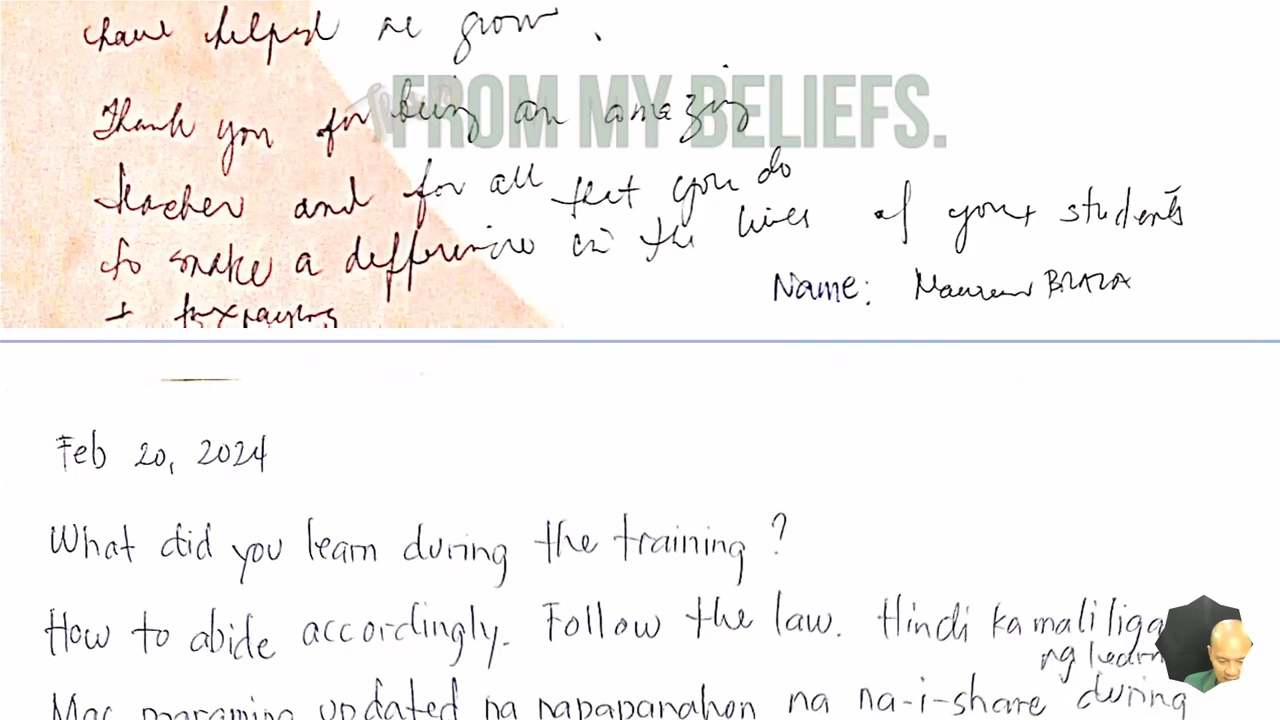 have helped me grow.
FROM MY BELIEFS.
Thank you for being an amazing
teacher and for all that you do
to make a difference in the lives of your students
+ taxpaying
Name: Maureen BRAZA
Feb 20, 2024
What did you learn during the training?
How to abide accordingly. Follow the law. Hindi ka maliliga
ng learn
updated na napapanahon na na-i-share during